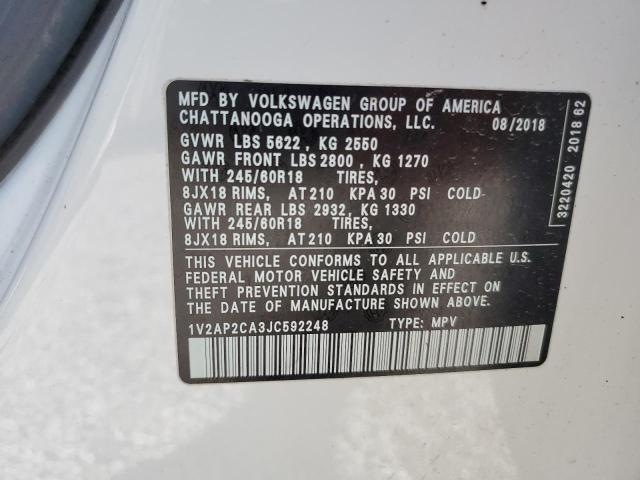 MFD BY VOLKSWAGEN GROUP OF AMERICA
CHATTANOOGA OPERATIONS, LLC. 08/2018
GVWR LBS 5622 , KG 2550
GAWR FRONT LBS 2800 , KG 1270
WITH 245/60R18 TIRES,
8JX18 RIMS, AT 210 KPA 30 PSI COLD
GAWR REAR LBS 2932, KG 1330
WITH 245/60R18 TIRES,
8JX18 RIMS, AT 210 KPA 30 PSI COLD
THIS VEHICLE CONFORMS TO ALL APPLICABLE U.S.
FEDERAL MOTOR VEHICLE SAFETY AND
THEFT PREVENTION STANDARDS IN EFFECT ON
THE DATE OF MANUFACTURE SHOWN ABOVE.
1V2AP2CA3JC592248 TYPE: MPV
3220420 2018 62